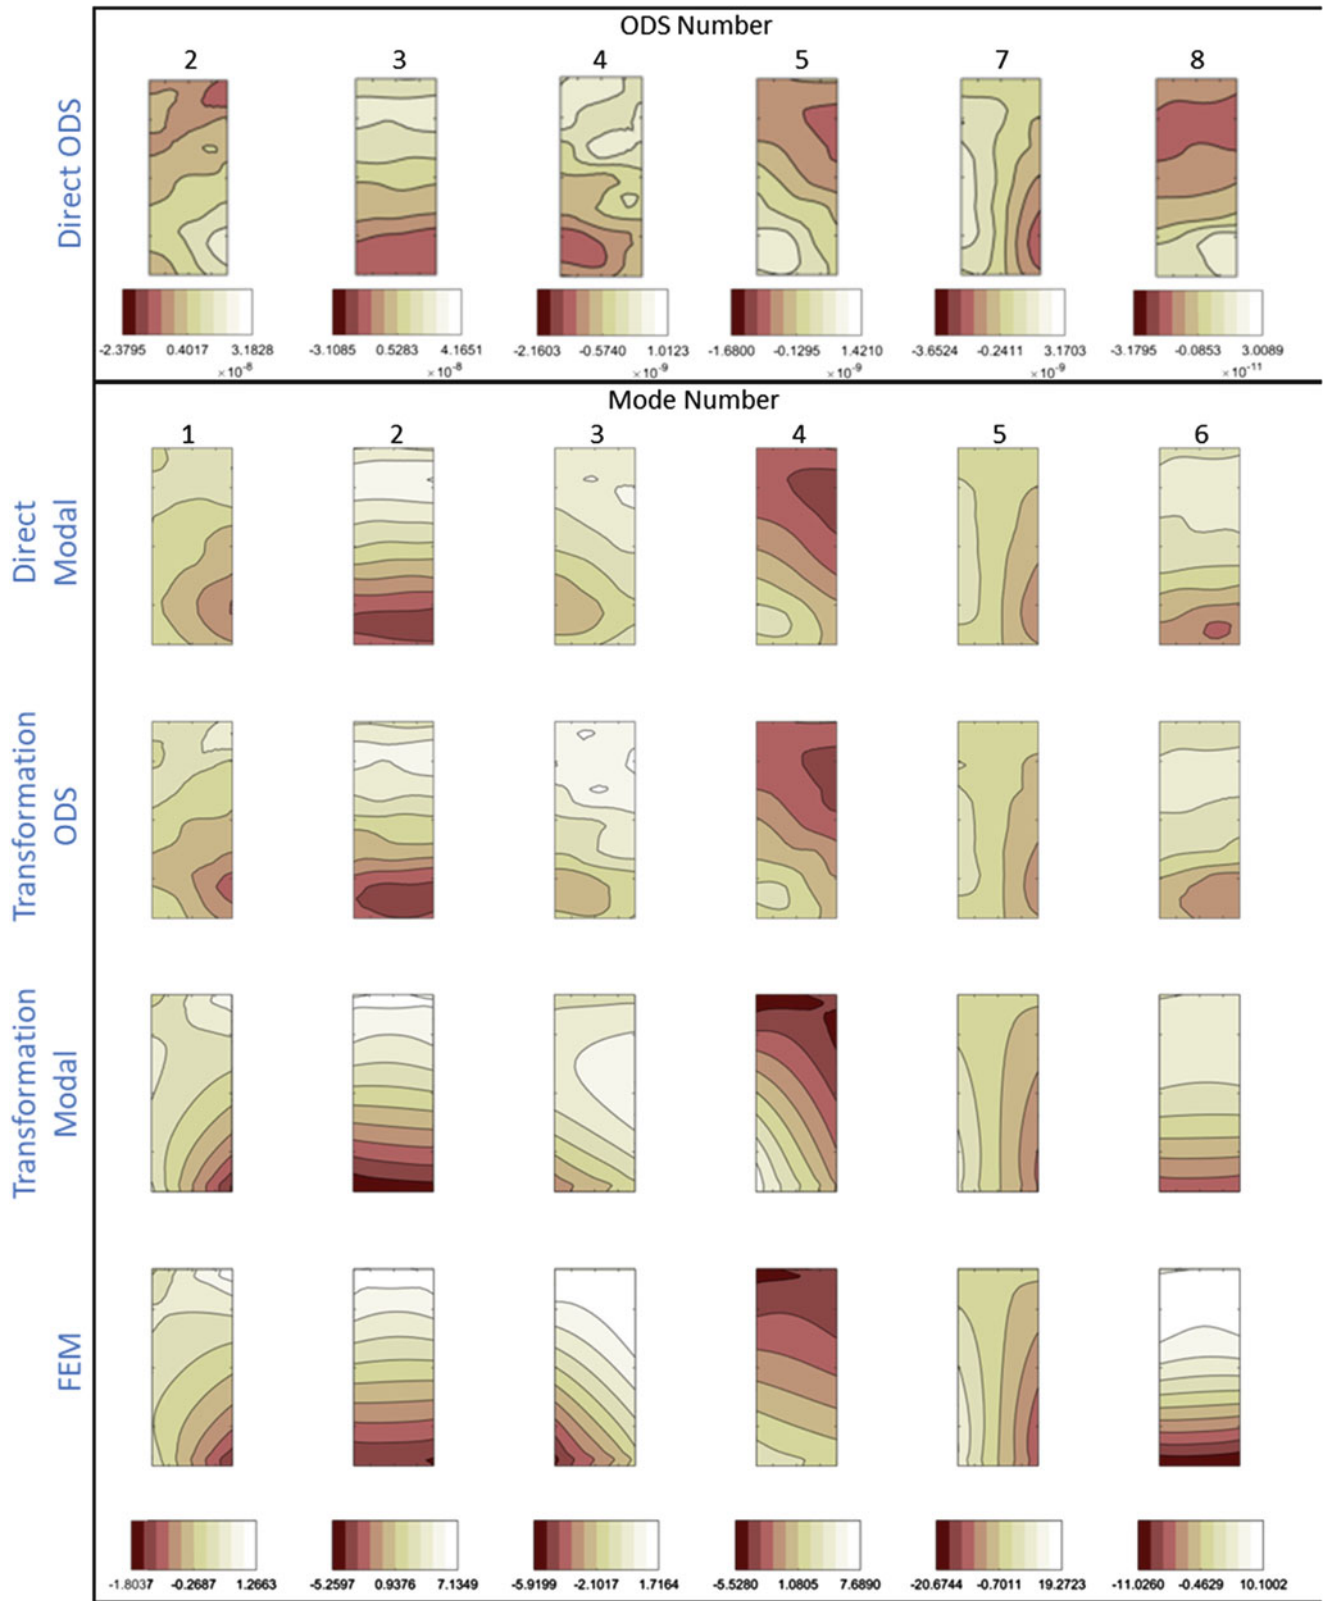 ODS Number
2 3 4 5 7 8
Direct ODS
-2.3795 0.4017 3.1828 -3.1085 0.5283 4.1651 -2.1603 -0.5740 1.0123 -1.6800 -0.1295 1.4210 -3.6524 -0.2411 3.1703 -3.1795 -0.0853 3.0089
×10-8 ×10-8 ×10-9 ×10-9 ×10-9 ×10-11
Mode Number
1 2 3 4 5 6
Direct
Modal
Transformation
ODS
Transformation
Modal
FEM
-1.8037 -0.2687 1.2663 -5.2597 0.9376 7.1349 -5.9199 -2.1017 1.7164 -5.5280 1.0805 7.6890 -20.6744 -0.7011 19.2723 -11.0260 -0.4629 10.1002